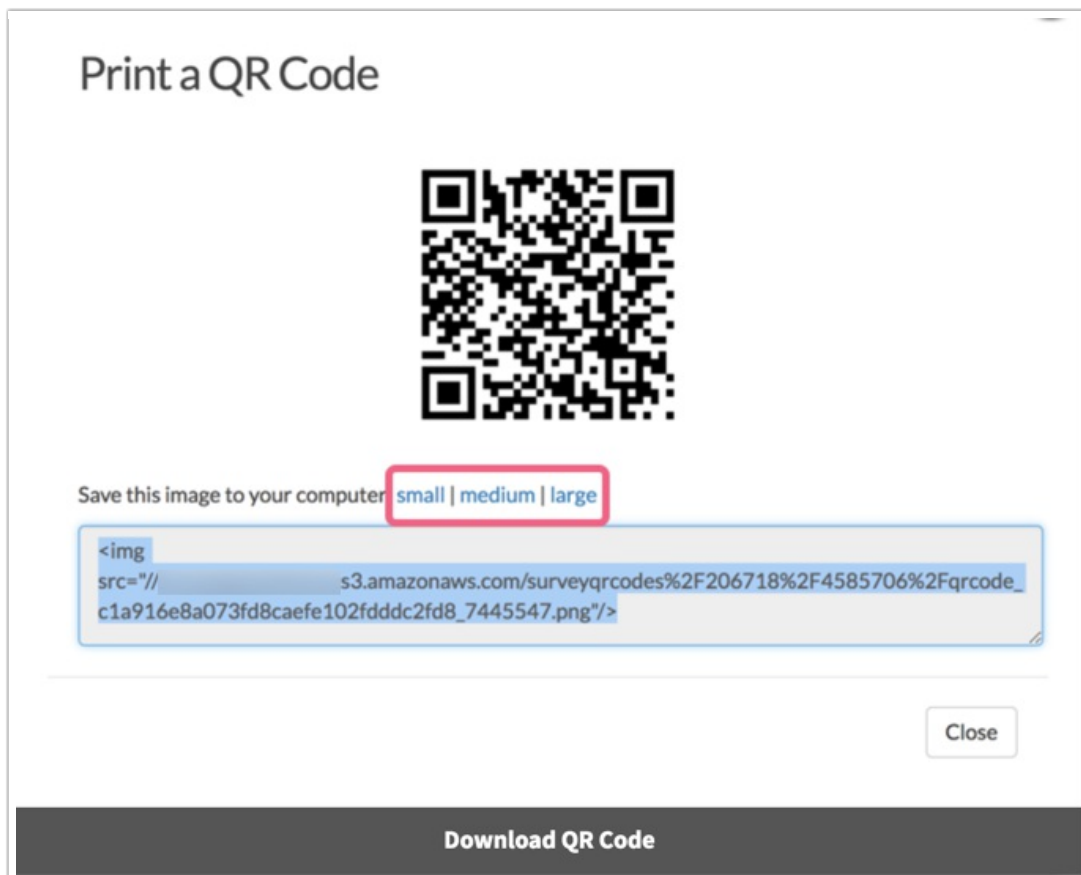 Print a QR Code
Save this image to your computer small | medium | large
<img
src="// s3.amazonaws.com/surveyqrcodes%2F206718%2F4585706%2Fqrcode_
c1a916e8a073fd8caefe102fdddc2fd8_7445547.png"/>
Close
Download QR Code